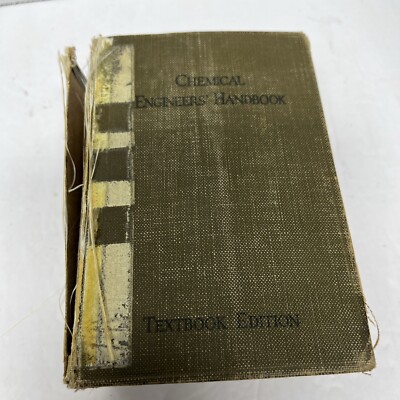 CHEMICAL
ENGINEERS' HANDBOOK
TEXTBOOK EDITION